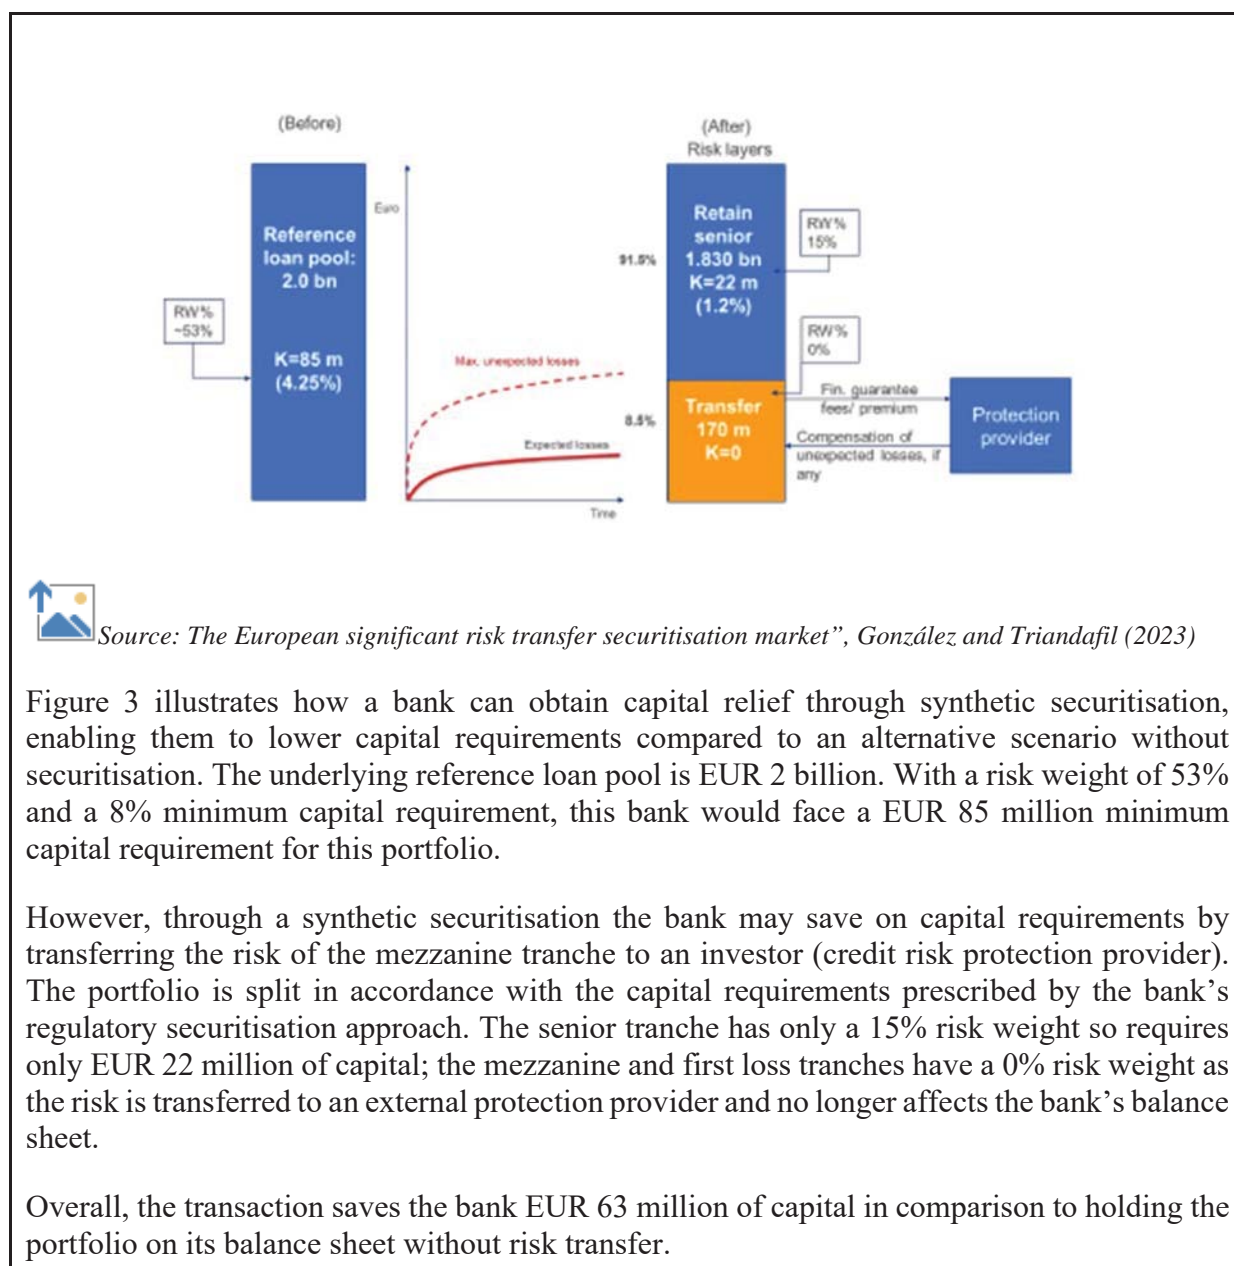 (Before)
(After)
Risk layers
Reference
loan pool:
2.0 bn
K=85 m
(4.25%)
RW%
~53%
Euro
Max. unexpected losses
Expected losses
Time
91.5%
8.5%
Retain
senior
1.830 bn
K=22 m
(1.2%)
RW%
15%
RW%
0%
Transfer
170 m
K=0
Fin. guarantee
fees/ premium
Compensation of
unexpected losses, if
any
Protection
provider
Source: The European significant risk transfer securitisation market”, González and Triandafil (2023)
Figure 3 illustrates how a bank can obtain capital relief through synthetic securitisation,
enabling them to lower capital requirements compared to an alternative scenario without
securitisation. The underlying reference loan pool is EUR 2 billion. With a risk weight of 53%
and a 8% minimum capital requirement, this bank would face a EUR 85 million minimum
capital requirement for this portfolio.
However, through a synthetic securitisation the bank may save on capital requirements by
transferring the risk of the mezzanine tranche to an investor (credit risk protection provider).
The portfolio is split in accordance with the capital requirements prescribed by the bank’s
regulatory securitisation approach. The senior tranche has only a 15% risk weight so requires
only EUR 22 million of capital; the mezzanine and first loss tranches have a 0% risk weight as
the risk is transferred to an external protection provider and no longer affects the bank’s balance
sheet.
Overall, the transaction saves the bank EUR 63 million of capital in comparison to holding the
portfolio on its balance sheet without risk transfer.